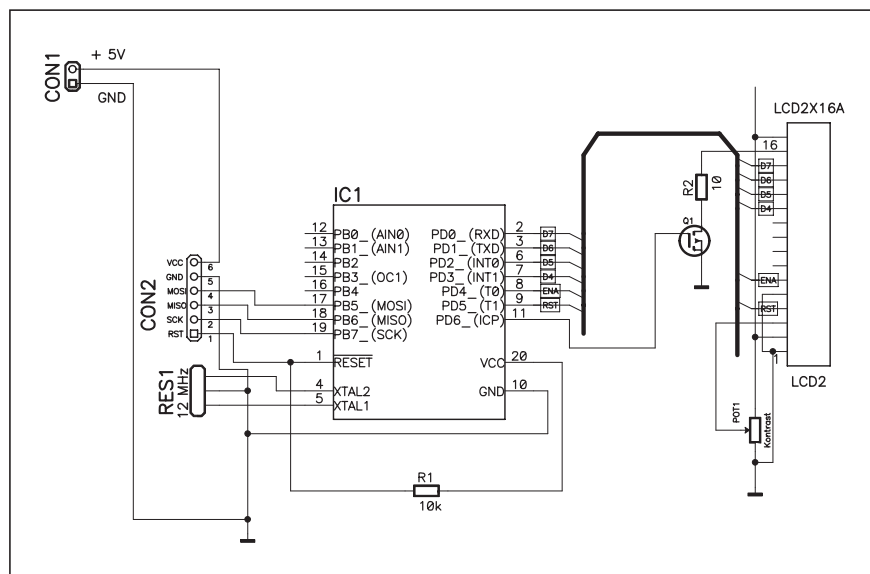 CON1
+ 5V
GND
LCD2X16A
16
D7
D6
D5
D4
ENA
RST
1
LCD2
R2
10
Q1
POT1
Kontrast
IC1
12 PB0_(AIN0) PD0_(RXD) 2 D7
13 PB1_(AIN1) PD1_(TXD) 3 D6
14 PB2 PD2_(INT0) 6 D5
15 PB3_(OC1) PD3_(INT1) 7 D4
16 PB4 PD4_(T0) 8 ENA
17 PB5_(MOSI) PD5_(T1) 9 RST
18 PB6_(MISO) PD6_(ICP) 11
19 PB7_(SCK)
1 RESET VCC 20
4 XTAL2 GND 10
5 XTAL1
CON2
VCC 6
GND 5
MOSI 4
MISO 3
SCK 2
RST 1
RES1
12 MHz
R1
10k